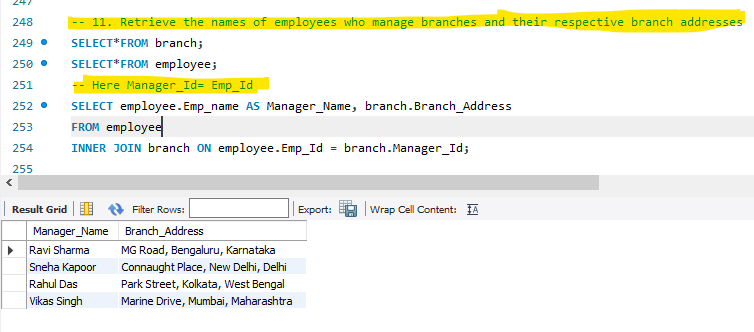 247
248 -- 11. Retrieve the names of employees who manage branches and their respective branch addresses
249 SELECT*FROM branch;
250 SELECT*FROM employee;
251 -- Here Manager_Id= Emp_Id
252 SELECT employee.Emp_name AS Manager_Name, branch.Branch_Address
253 FROM employee
254 INNER JOIN branch ON employee.Emp_Id = branch.Manager_Id;
255
Result Grid Filter Rows: Export: Wrap Cell Content:
Manager_Name Branch_Address
Ravi Sharma MG Road, Bengaluru, Karnataka
Sneha Kapoor Connaught Place, New Delhi, Delhi
Rahul Das Park Street, Kolkata, West Bengal
Vikas Singh Marine Drive, Mumbai, Maharashtra